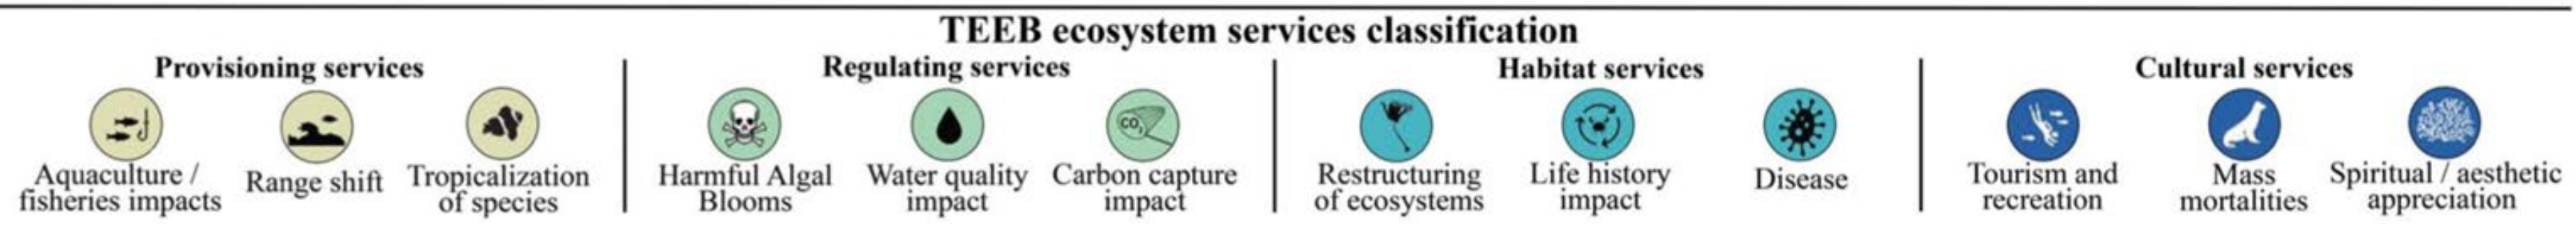 TEEB ecosystem services classification
Provisioning services
Aquaculture /
fisheries impacts
Range shift
Tropicalization
of species
Regulating services
Harmful Algal
Blooms
Water quality
impact
CO2
Carbon capture
impact
Habitat services
Restructuring
of ecosystems
Life history
impact
Disease
Cultural services
Tourism and
recreation
Mass
mortalities
Spiritual / aesthetic
appreciation